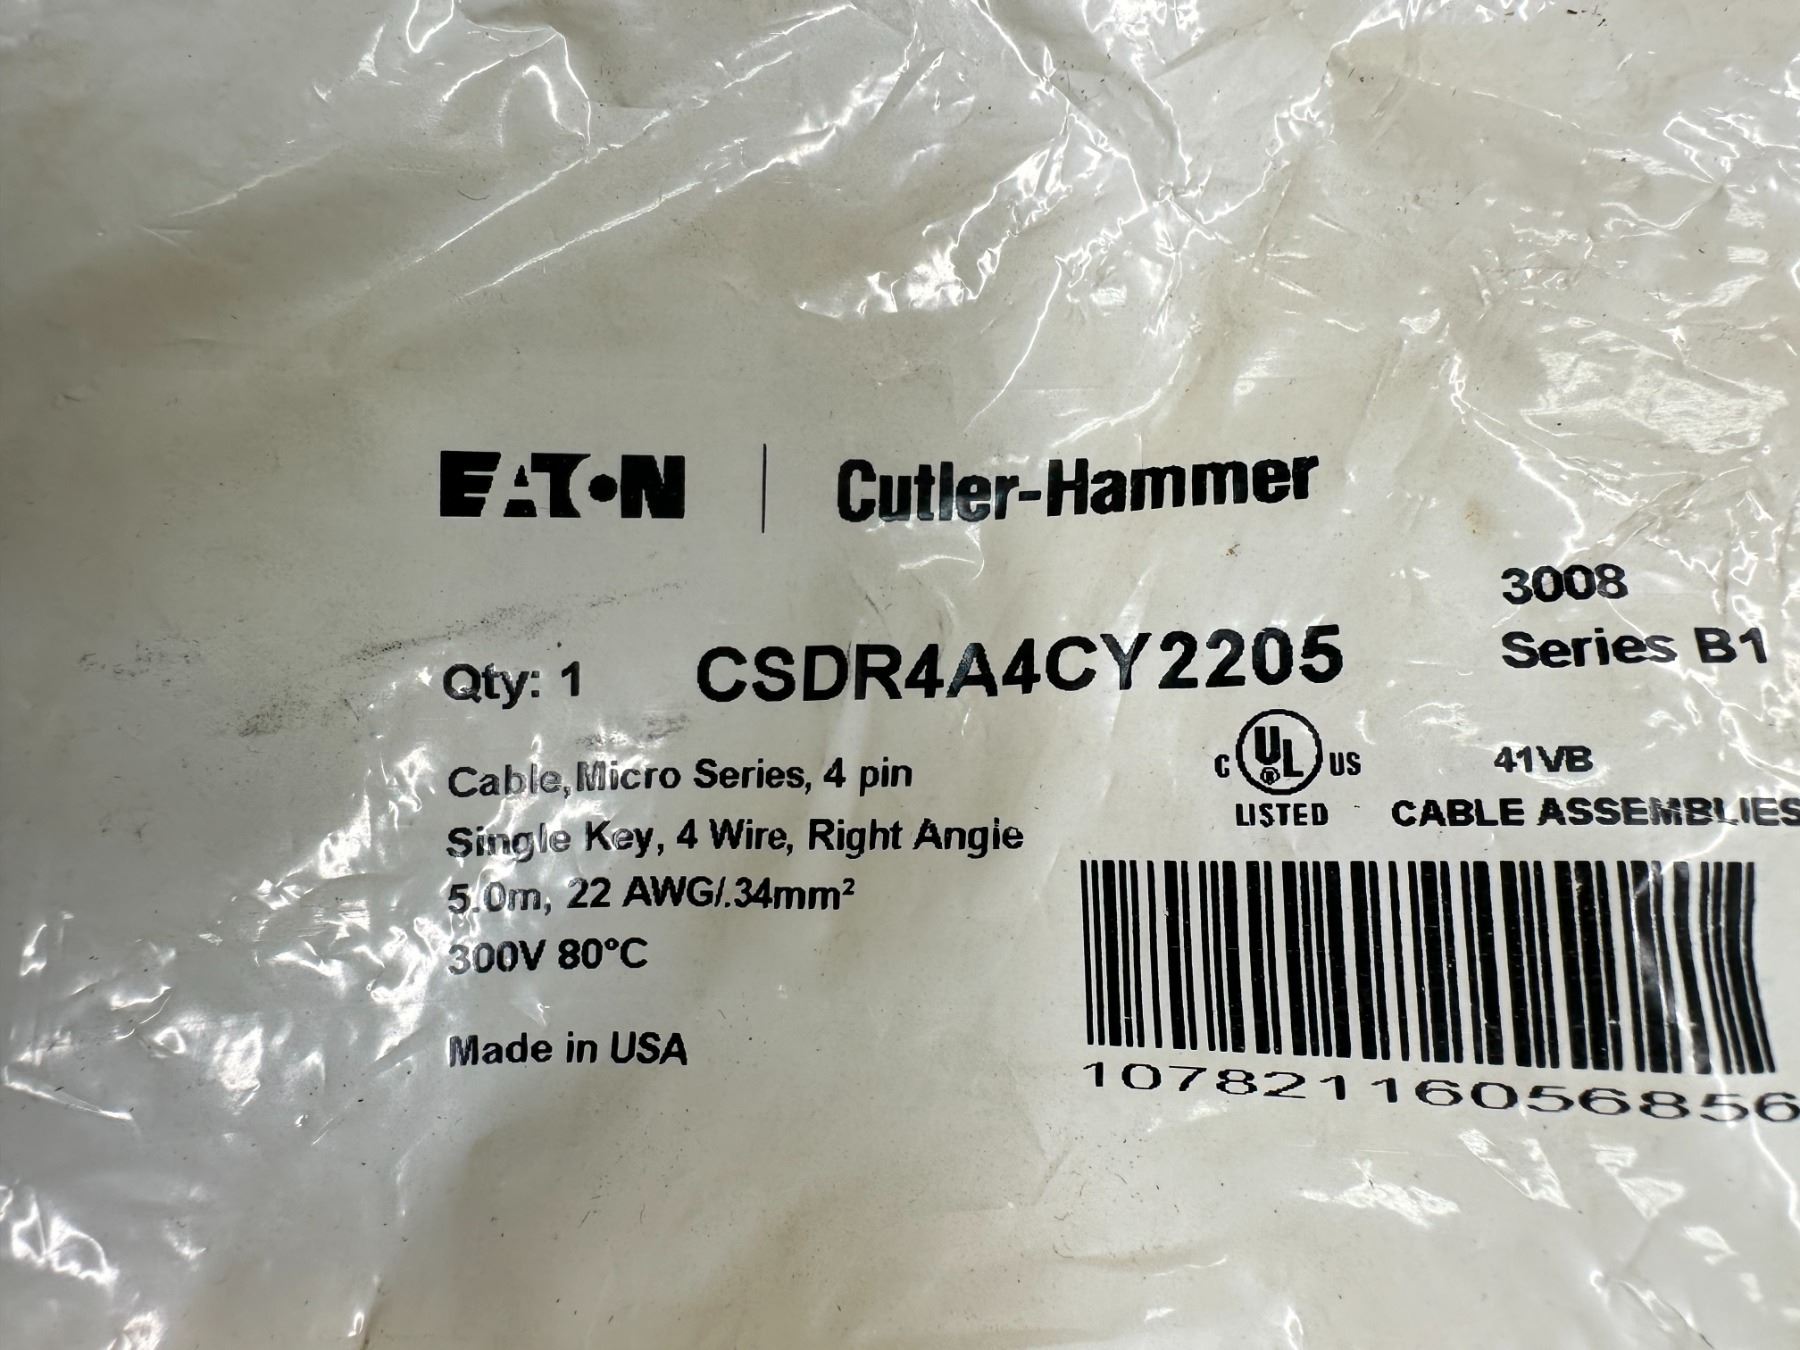 EATON | Cutler-Hammer
3008
Qty: 1 CSDR4A4CY2205 Series B1
Cable, Micro Series, 4 pin
Single Key, 4 Wire, Right Angle
5.0m, 22 AWG/.34mm²
300V 80°C
Made in USA
C UL® US 41VB
LISTED CABLE ASSEMBLIES
10782116056856